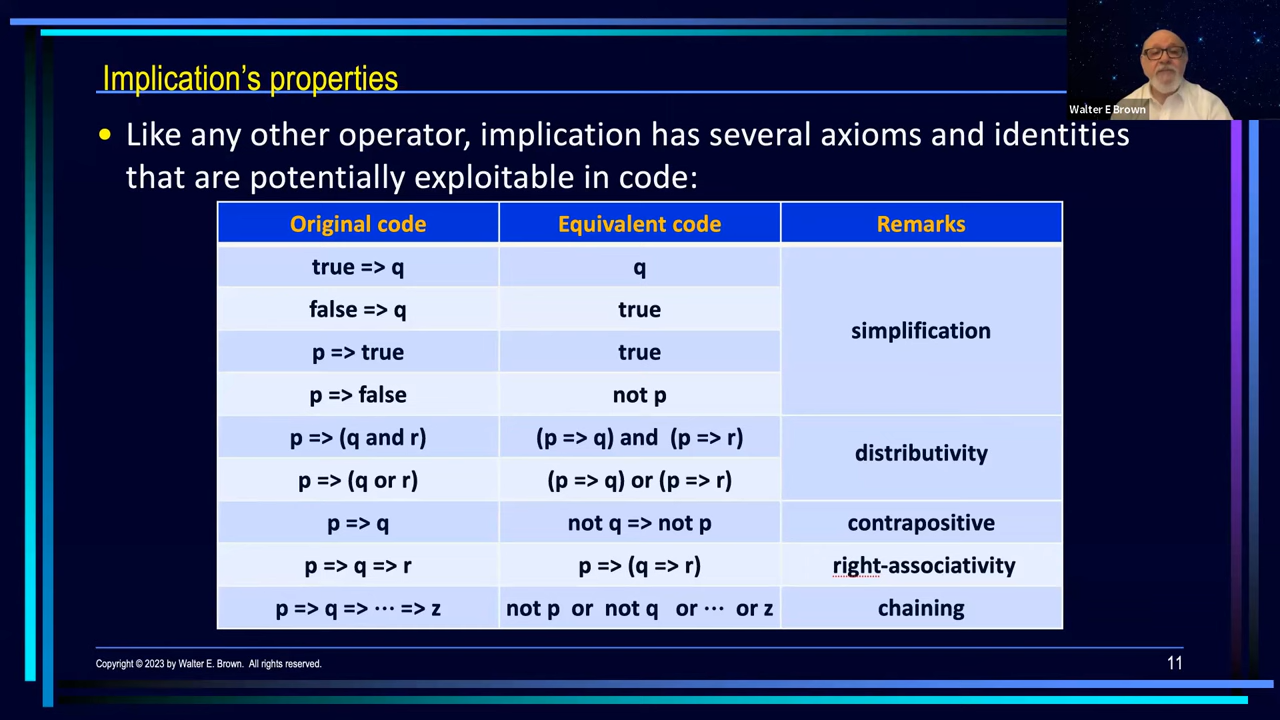 Implication's properties
Walter E Brown
• Like any other operator, implication has several axioms and identities
that are potentially exploitable in code:
Original code Equivalent code Remarks
true => q q
false => q true
simplification
p => true true
p => false not p
p => (q and r) (p => q) and (p => r)
distributivity
p => (q or r) (p => q) or (p => r)
p => q not q => not p contrapositive
p => q => r p => (q => r) right-associativity
p => q => ··· => z not p or not q or ··· or z chaining
Copyright © 2023 by Walter E. Brown. All rights reserved.
11